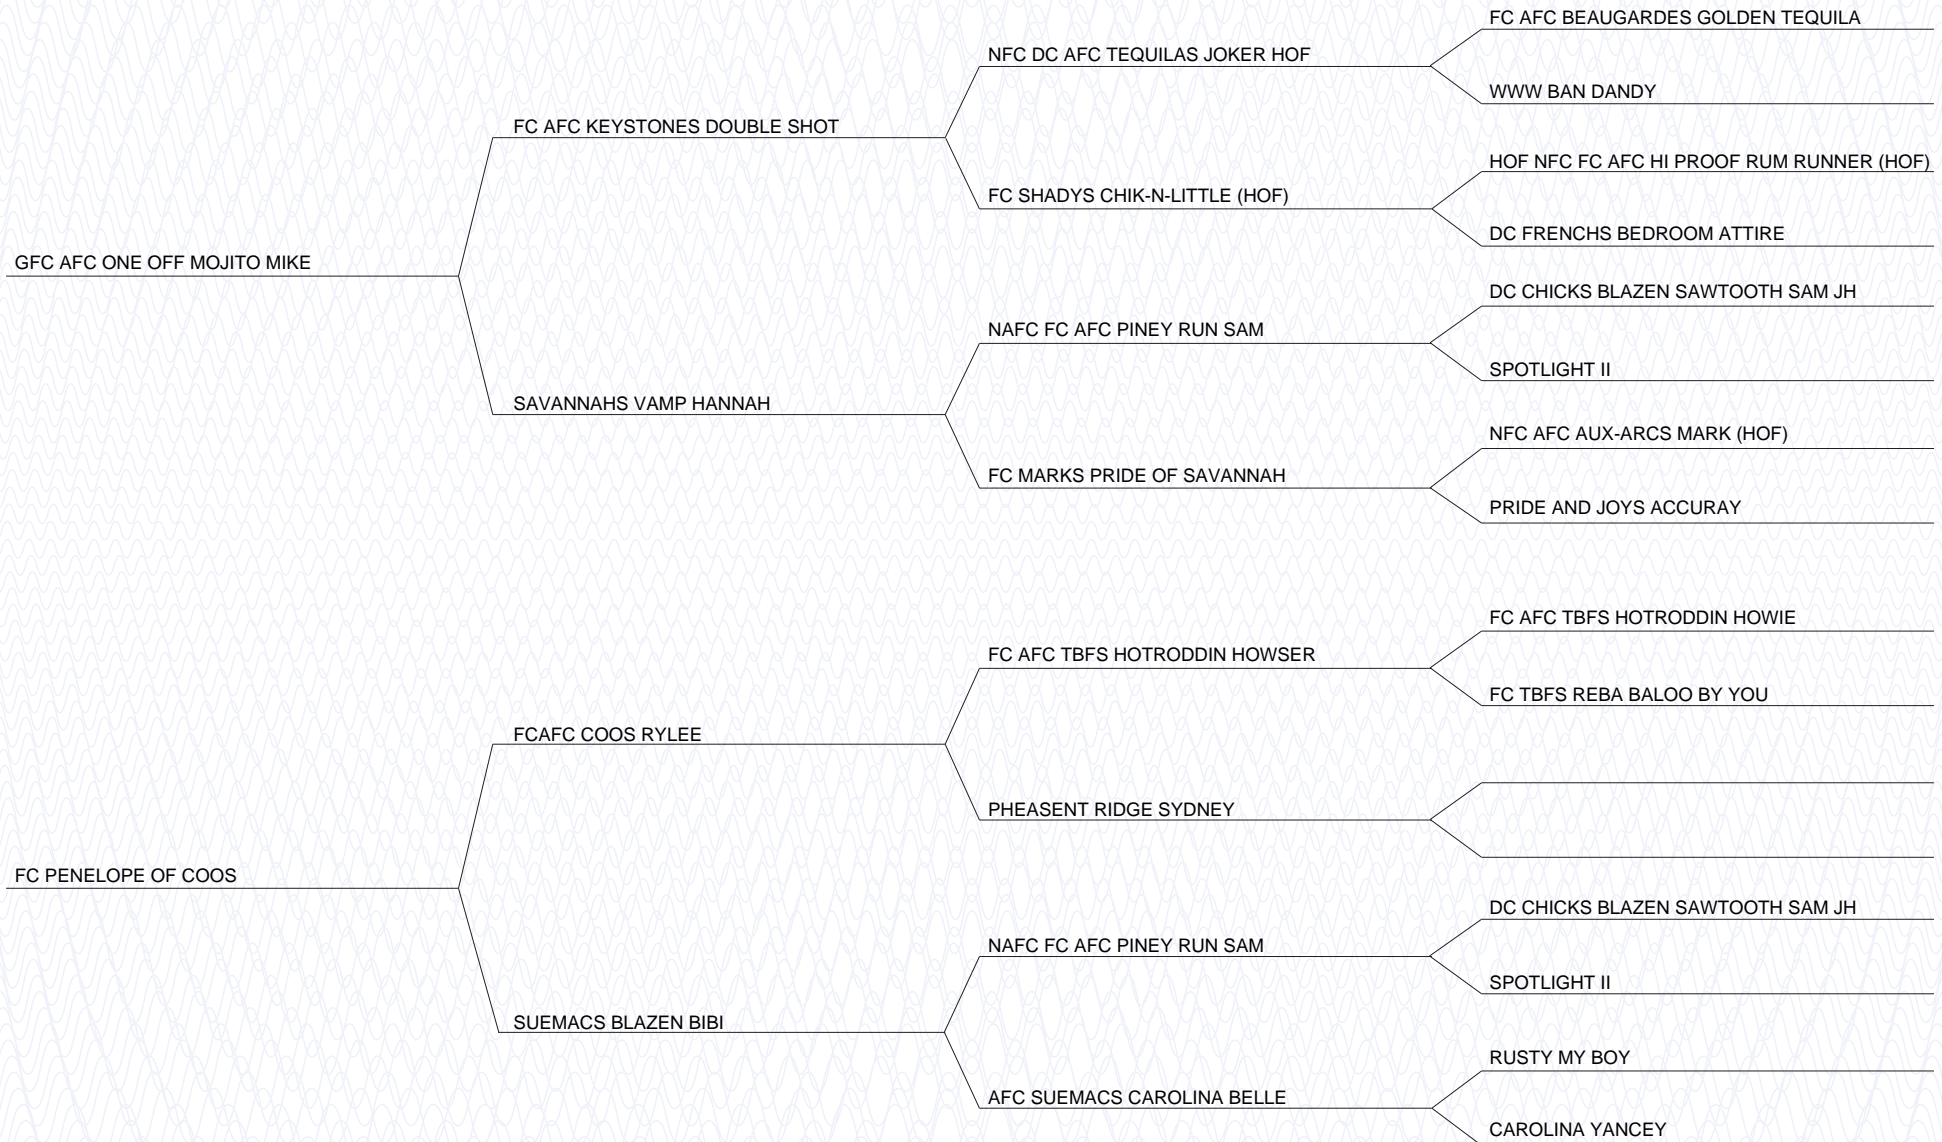 FC AFC BEAUGARDES GOLDEN TEQUILA
NFC DC AFC TEQUILAS JOKER HOF
WWW BAN DANDY
FC AFC KEYSTONES DOUBLE SHOT
HOF NFC FC AFC HI PROOF RUM RUNNER (HOF)
FC SHADYS CHIK-N-LITTLE (HOF)
DC FRENCHS BEDROOM ATTIRE
GFC AFC ONE OFF MOJITO MIKE
DC CHICKS BLAZEN SAWTOOTH SAM JH
NAFC FC AFC PINEY RUN SAM
SPOTLIGHT II
SAVANNAHS VAMP HANNAH
NFC AFC AUX-ARCS MARK (HOF)
FC MARKS PRIDE OF SAVANNAH
PRIDE AND JOYS ACCURAY
FC AFC TBFS HOTRODDIN HOWIE
FC AFC TBFS HOTRODDIN HOWSER
FC TBFS REBA BALOO BY YOU
FCAFC COOS RYLEE
PHEASENT RIDGE SYDNEY
FC PENELOPE OF COOS
DC CHICKS BLAZEN SAWTOOTH SAM JH
NAFC FC AFC PINEY RUN SAM
SPOTLIGHT II
SUEMACS BLAZEN BIBI
RUSTY MY BOY
AFC SUEMACS CAROLINA BELLE
CAROLINA YANCEY